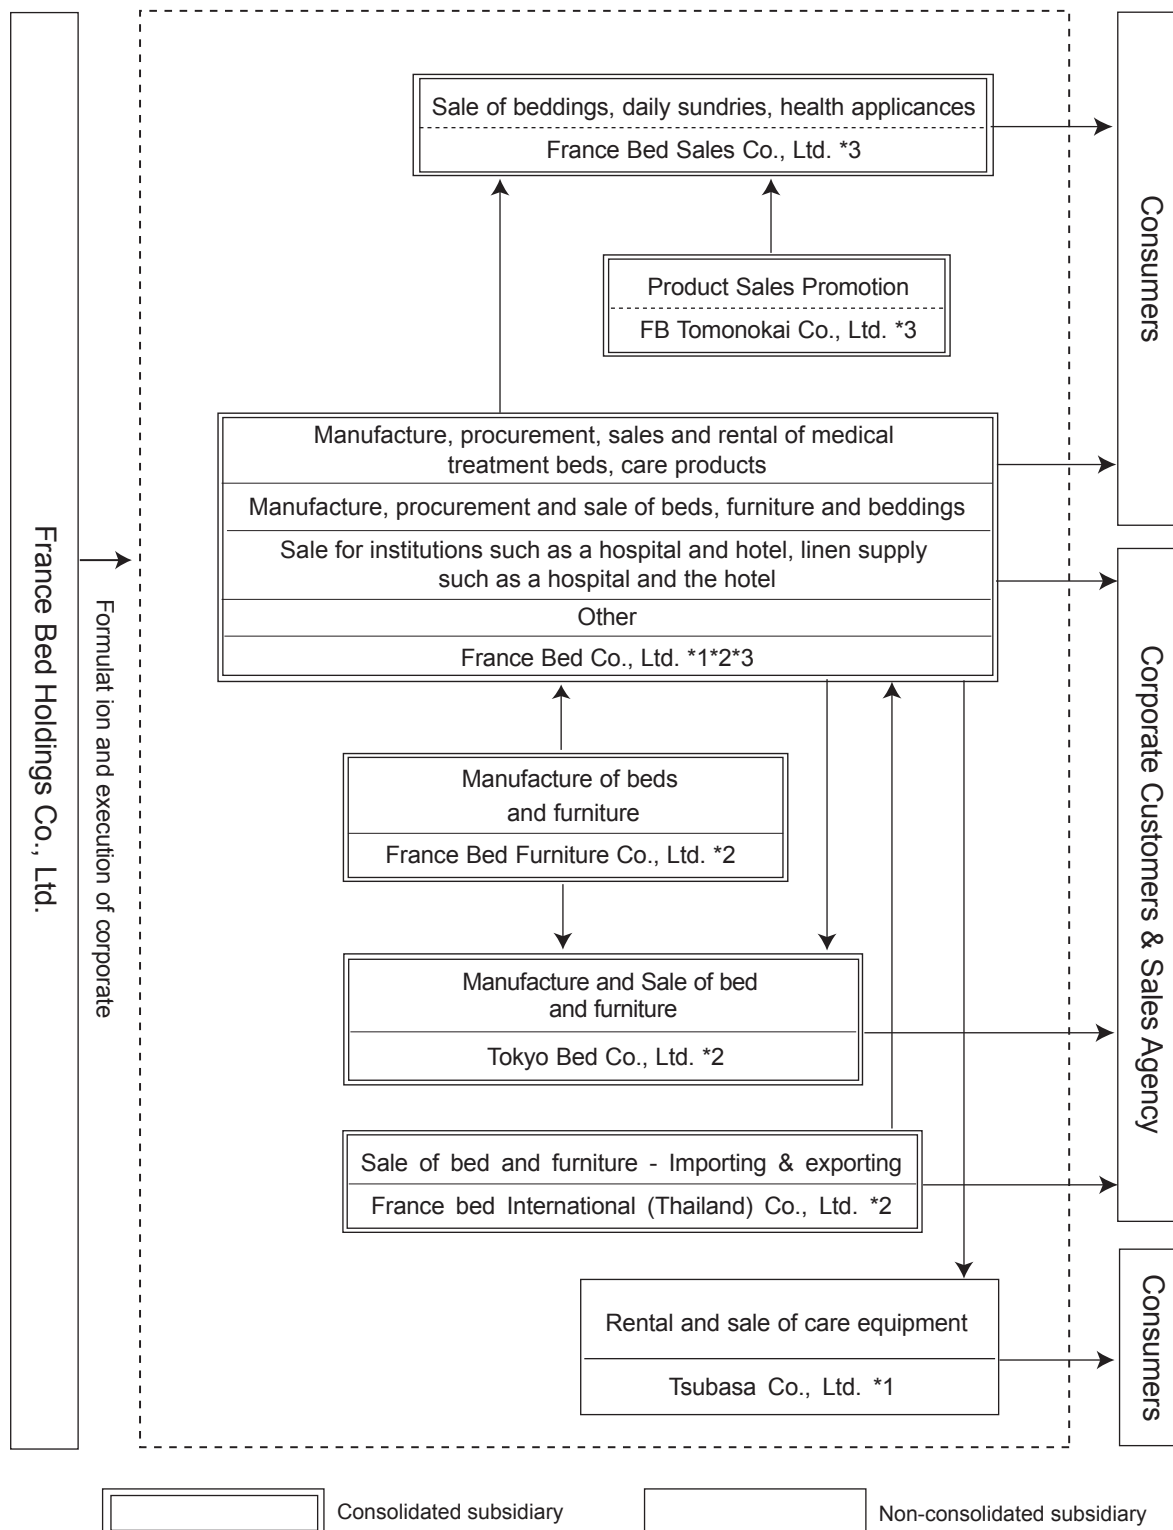 France Bed Holdings Co., Ltd.
Formulat ion and execution of corporate
Sale of beddings, daily sundries, health applicances
France Bed Sales Co., Ltd. *3
Product Sales Promotion
FB Tomonokai Co., Ltd. *3
Manufacture, procurement, sales and rental of medical
treatment beds, care products
Manufacture, procurement and sale of beds, furniture and beddings
Sale for institutions such as a hospital and hotel, linen supply
such as a hospital and the hotel
Other
France Bed Co., Ltd. *1*2*3
Manufacture of beds
and furniture
France Bed Furniture Co., Ltd. *2
Manufacture and Sale of bed
and furniture
Tokyo Bed Co., Ltd. *2
Sale of bed and furniture - Importing & exporting
France bed International (Thailand) Co., Ltd. *2
Rental and sale of care equipment
Tsubasa Co., Ltd. *1
Consumers
Corporate Customers & Sales Agency
Consumers
Consolidated subsidiary
Non-consolidated subsidiary